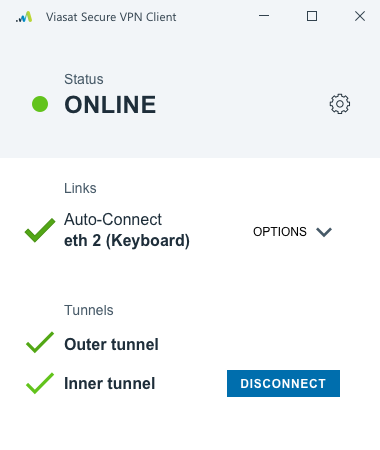 Viasat Secure VPN Client
Status
ONLINE
Links
Auto-Connect
eth 2 (Keyboard)
OPTIONS
Tunnels
Outer tunnel
Inner tunnel
DISCONNECT